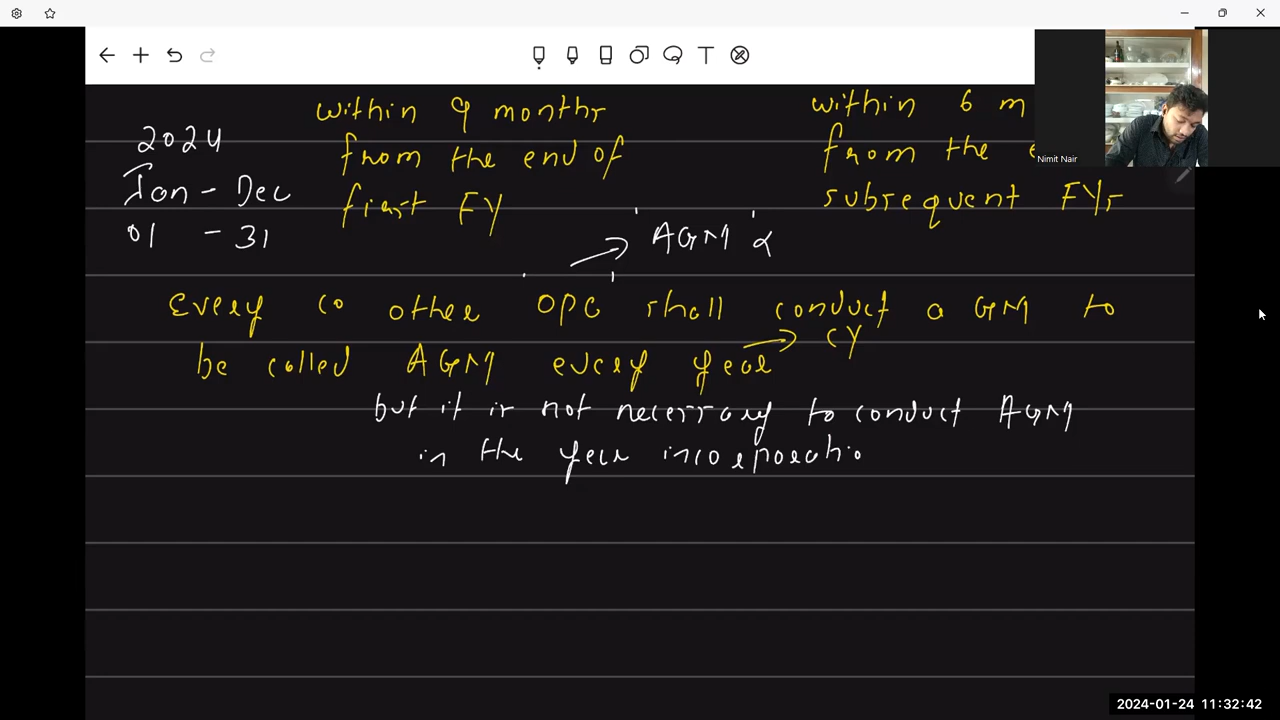 within 9 months
from the end of
first FY
within 6 m
from the e
subsequent FYs
2024
Jan - Dec
01 - 31
AGM
Every co other OPC shall conduct a GM to
be called AGM every year
CY
but it is not necessary to conduct AGM
in the year incorporatio
Nimit Nair
2024-01-24 11:32:42